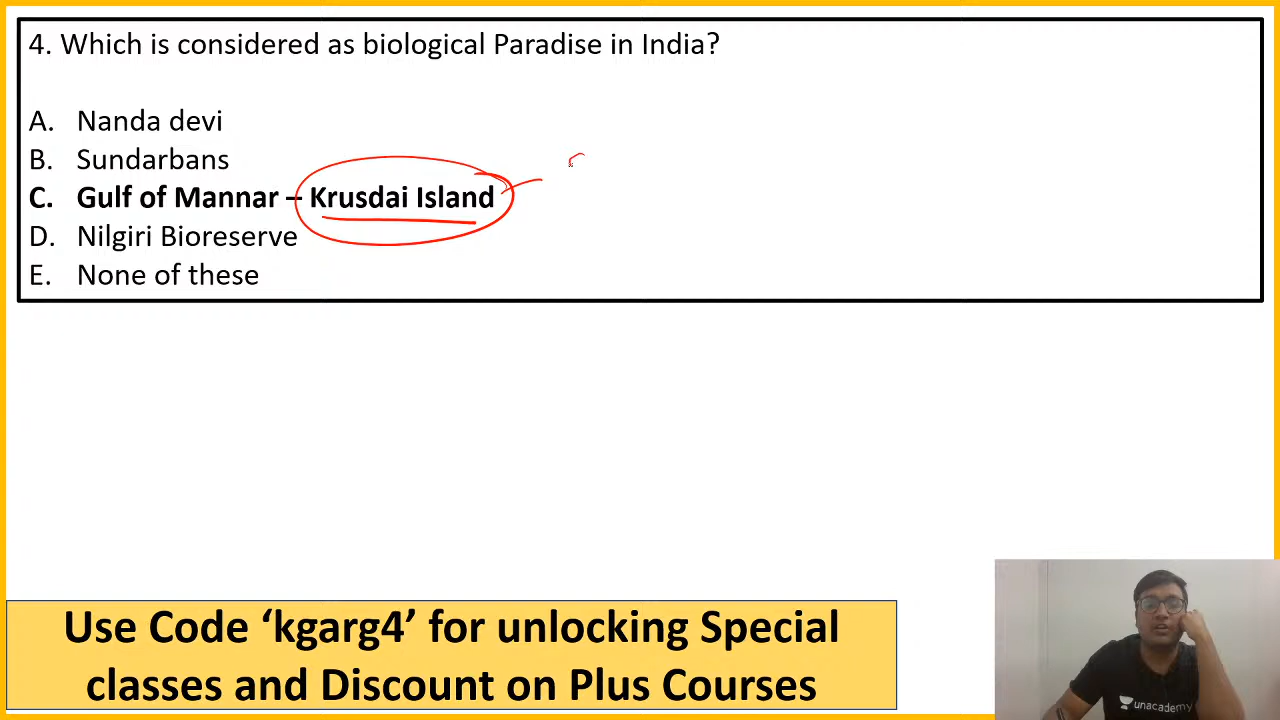 4. Which is considered as biological Paradise in India?
A. Nanda devi
B. Sundarbans
C. Gulf of Mannar – Krusdai Island
D. Nilgiri Bioreserve
E. None of these
Use Code ‘kgarg4’ for unlocking Special
classes and Discount on Plus Courses
unacademy